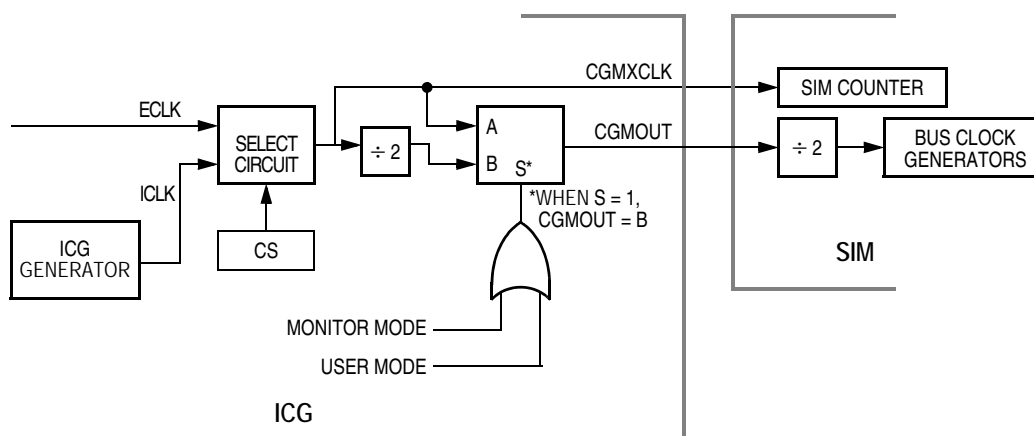 CGMXCLK
SIM COUNTER
ECLK
SELECT
CIRCUIT
÷ 2
A
B
S*
CGMOUT
÷ 2
BUS CLOCK
GENERATORS
*WHEN S = 1,
CGMOUT = B
ICLK
ICG
GENERATOR
CS
SIM
MONITOR MODE
USER MODE
ICG